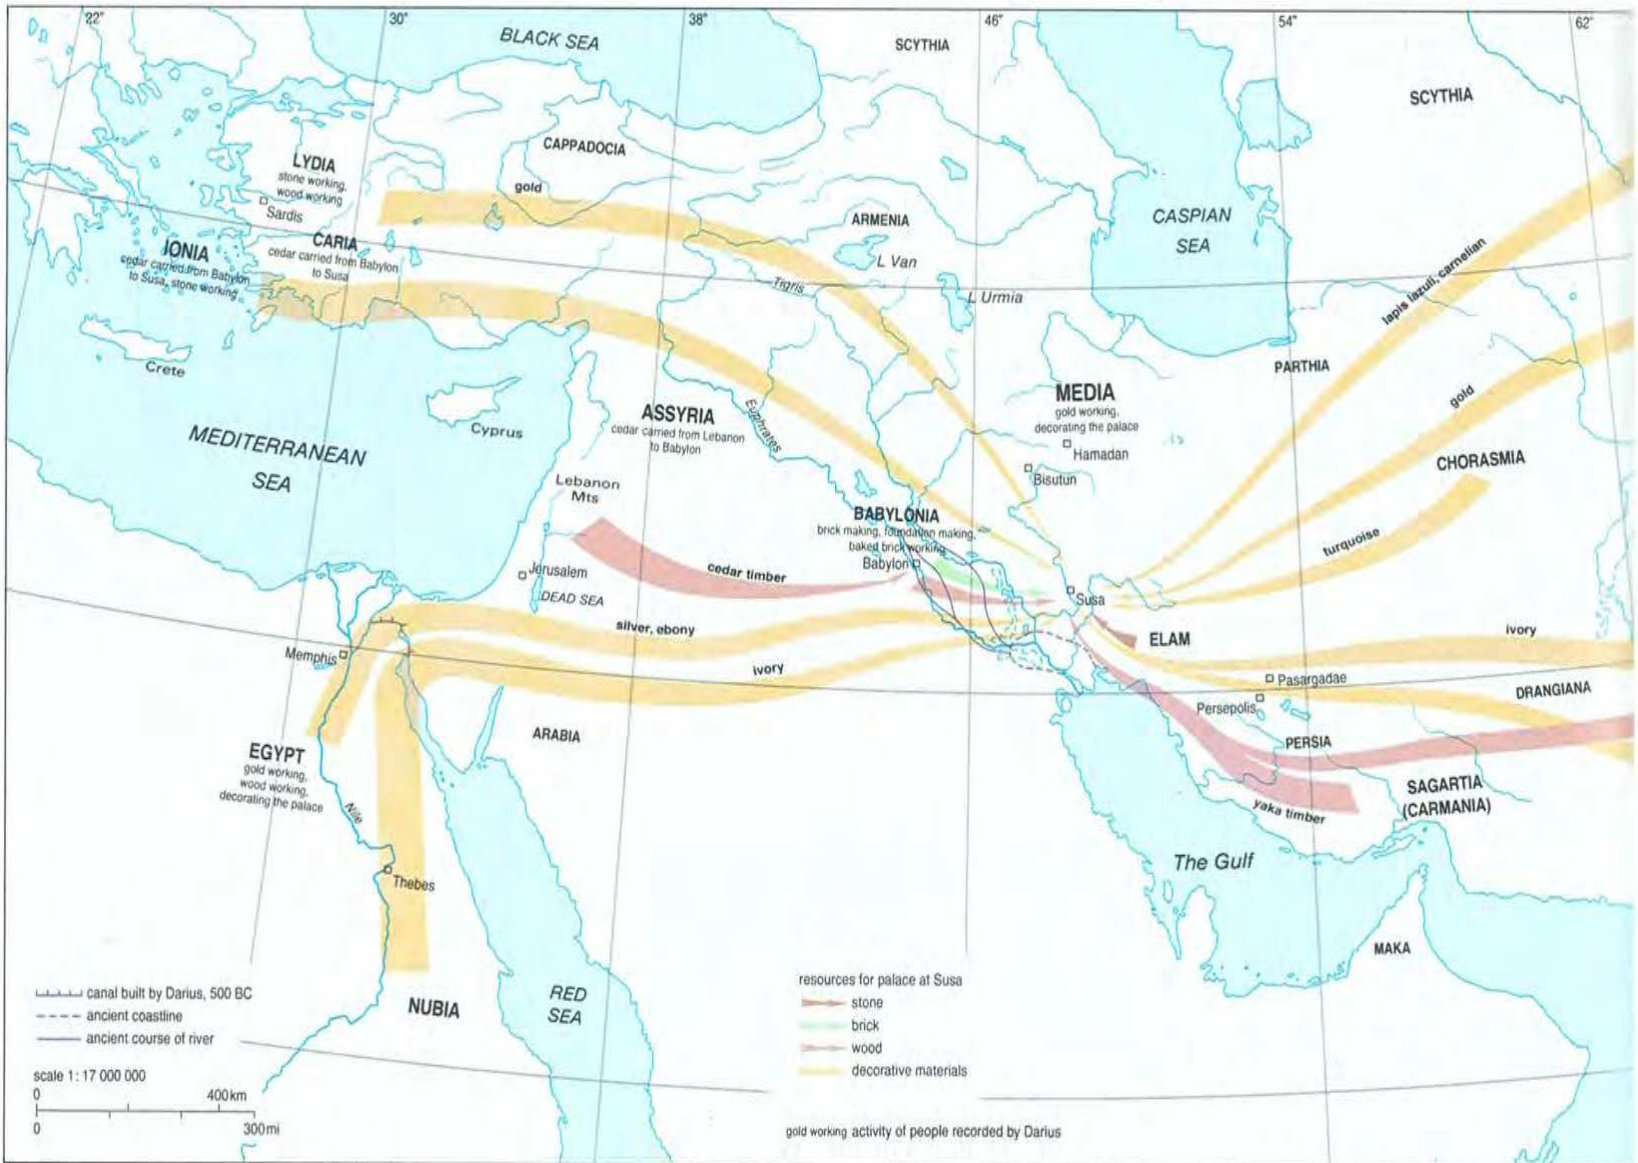 22°
30°
38°
46°
54°
62°
BLACK SEA
SCYTHIA
SCYTHIA
CAPPADOCIA
LYDIA
stone working,
wood working
Sardis
gold
ARMENIA
L Van
CASPIAN
SEA
IONIA
cedar carried from Babylon
to Susa, stone working
CARIA
cedar carried from Babylon
to Susa
Tigris
L Urmia
lapis lazuli, carnelian
Crete
PARTHIA
MEDIA
gold working,
decorating the palace
Hamadan
Bisutun
gold
ASSYRIA
cedar carried from Lebanon
to Babylon
Euphrates
Cyprus
MEDITERRANEAN
SEA
CHORASMIA
Lebanon
Mts
BABYLONIA
brick making, foundation making,
baked brick working
Babylon
turquoise
Jerusalem
DEAD SEA
cedar timber
Susa
silver, ebony
ELAM
ivory
Memphis
ivory
Pasargadae
DRANGIANA
Persepolis
ARABIA
PERSIA
EGYPT
gold working,
wood working,
decorating the palace
Nile
SAGARTIA
(CARMANIA)
yaka timber
The Gulf
Thebes
MAKA
NUBIA
RED
SEA
canal built by Darius, 500 BC
ancient coastline
ancient course of river
scale 1 : 17 000 000
0
400km
0
300mi
resources for palace at Susa
stone
brick
wood
decorative materials
gold working activity of people recorded by Darius